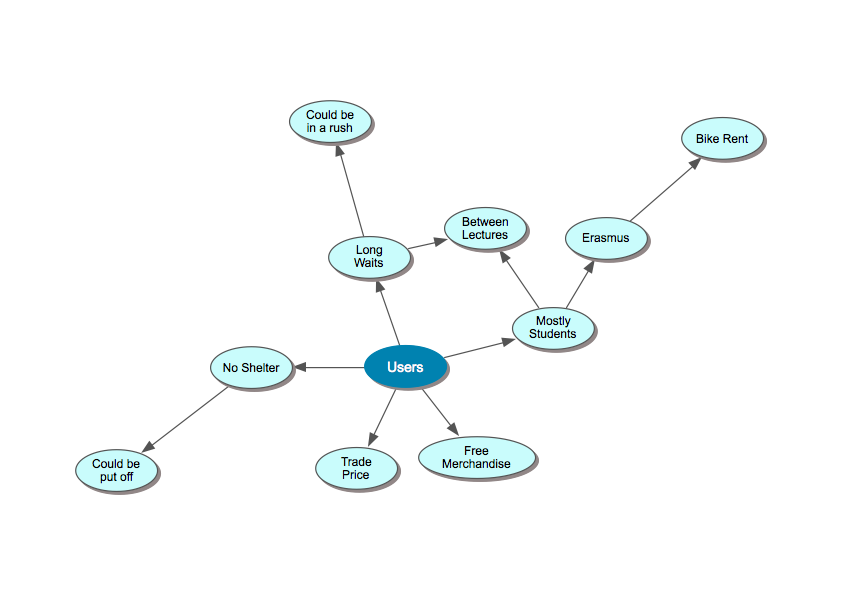 Could be
in a rush
Bike Rent
Between
Lectures
Erasmus
Long
Waits
Mostly
Students
No Shelter
Users
Could be
put off
Trade
Price
Free
Merchandise